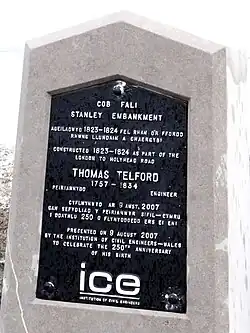 COB FALI
STANLEY EMBANKMENT
ADEILADWYD 1823-1824 FEL RHAN O'R FFORDD
RHWNG LLUNDAIN A CHAERGYBI
CONSTRUCTED 1823-1824 AS PART OF THE
LONDON TO HOLYHEAD ROAD
THOMAS TELFORD
1757 - 1834
PEIRIANNYDD ENGINEER
CYFLWYNWYD AR 9 AWST, 2007
GAN SEFYDLIAD Y PEIRIANWYR SIFIL-CYMRU
I DDATHLU 250 O FLYNYDDOEDD ERS EI ENI
PRESENTED ON 9 AUGUST 2007
BY THE INSTITUTION OF CIVIL ENGINEERS-WALES
TO CELEBRATE THE 250TH ANNIVERSARY
OF HIS BIRTH
ice
INSTITUTION OF CIVIL ENGINEERS